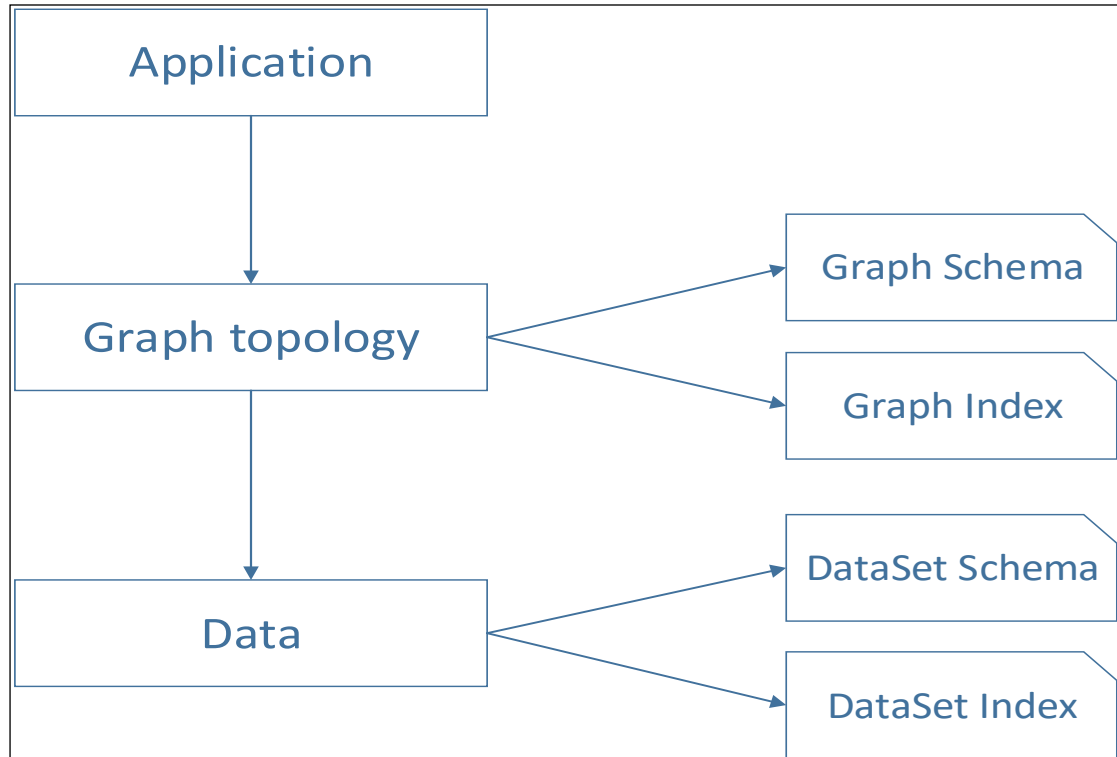 Application
Graph Schema
Graph topology
Graph Index
DataSet Schema
Data
DataSet Index